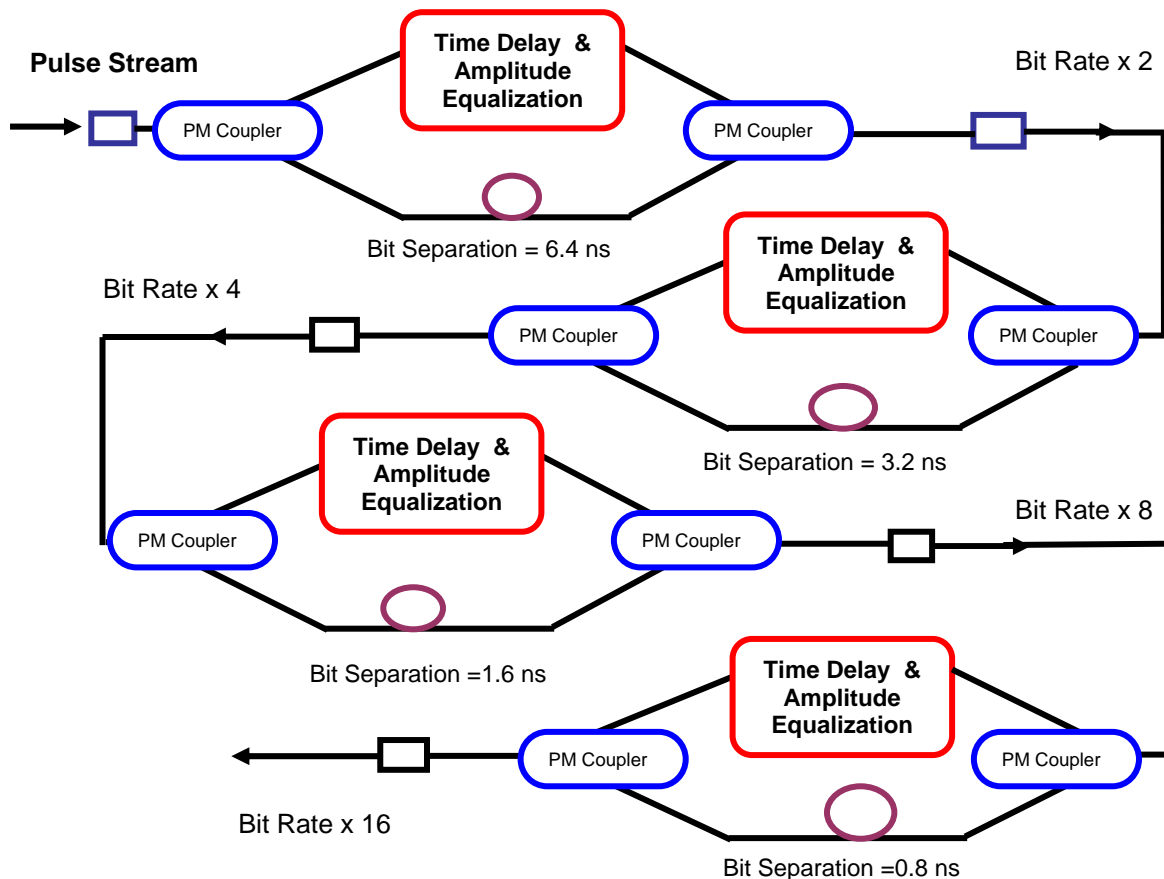 Pulse Stream
Time Delay &
Amplitude
Equalization
Bit Rate x 2
PM Coupler
PM Coupler
Bit Separation = 6.4 ns
Time Delay &
Amplitude
Equalization
Bit Rate x 4
PM Coupler
PM Coupler
Bit Separation = 3.2 ns
Time Delay &
Amplitude
Equalization
Bit Rate x 8
PM Coupler
PM Coupler
Bit Separation =1.6 ns
Time Delay &
Amplitude
Equalization
PM Coupler
PM Coupler
Bit Rate x 16
Bit Separation =0.8 ns